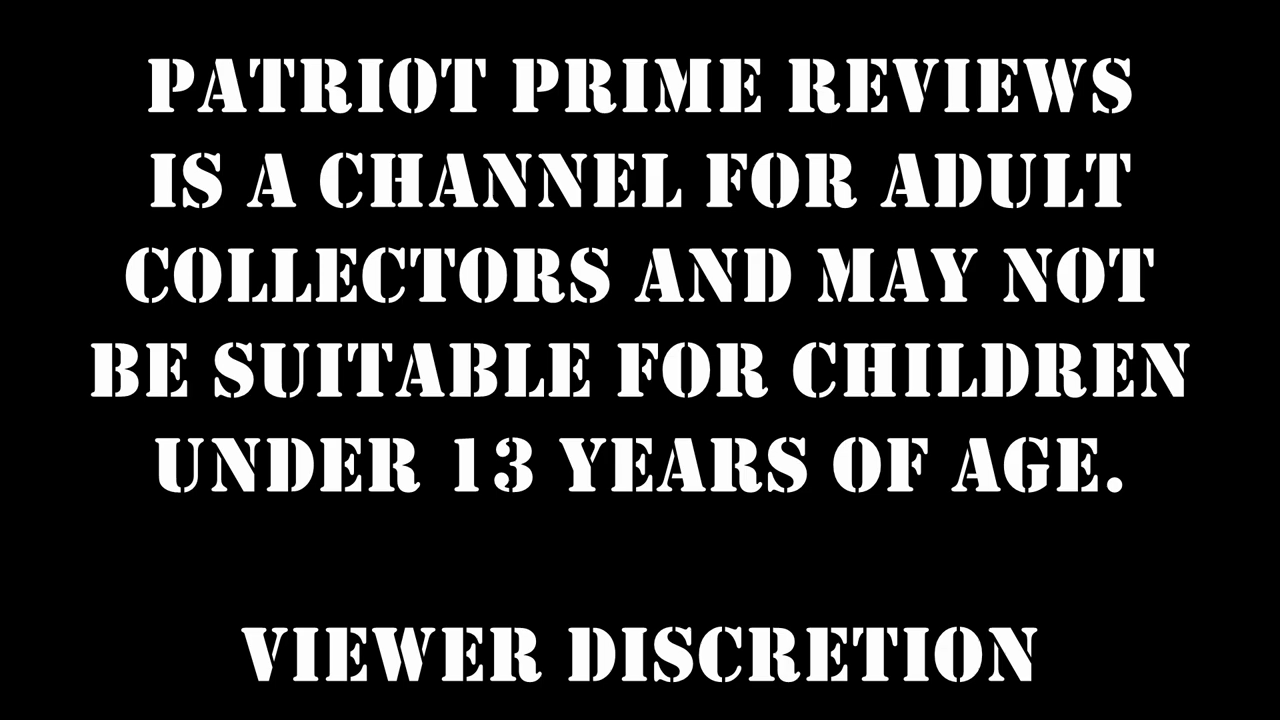 PATRIOT PRIME REVIEWS
IS A CHANNEL FOR ADULT
COLLECTORS AND MAY NOT
BE SUITABLE FOR CHILDREN
UNDER 13 YEARS OF AGE.
VIEWER DISCRETION